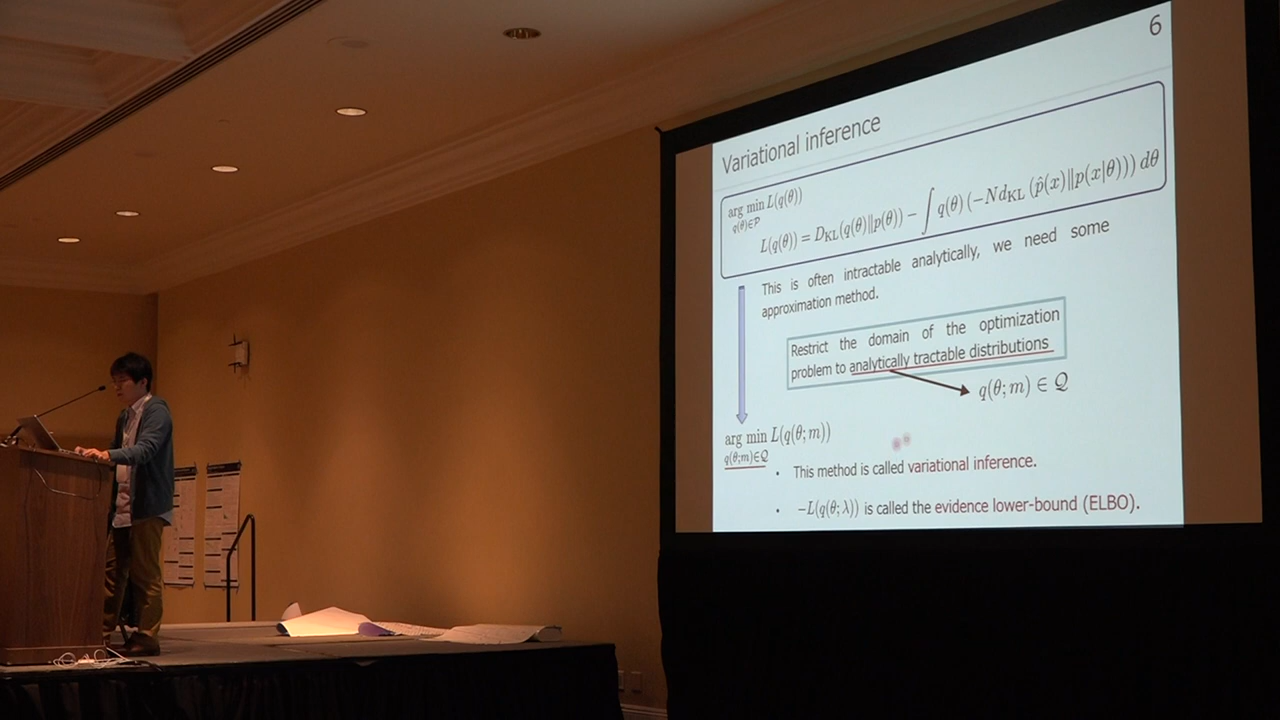 6
Variational inference
arg min L(q(θ))
q(θ)∈𝒫
L(q(θ)) = D_KL(q(θ)‖p(θ)) − ∫ q(θ) (−Nd_KL (p̂(x)‖p(x|θ))) dθ
This is often intractable analytically, we need some
approximation method.
Restrict the domain of the optimization
problem to analytically tractable distributions
q(θ; m) ∈ 𝒬
arg min L(q(θ; m))
q(θ;m)∈𝒬
• This method is called variational inference.
• −L(q(θ; λ)) is called the evidence lower-bound (ELBO).